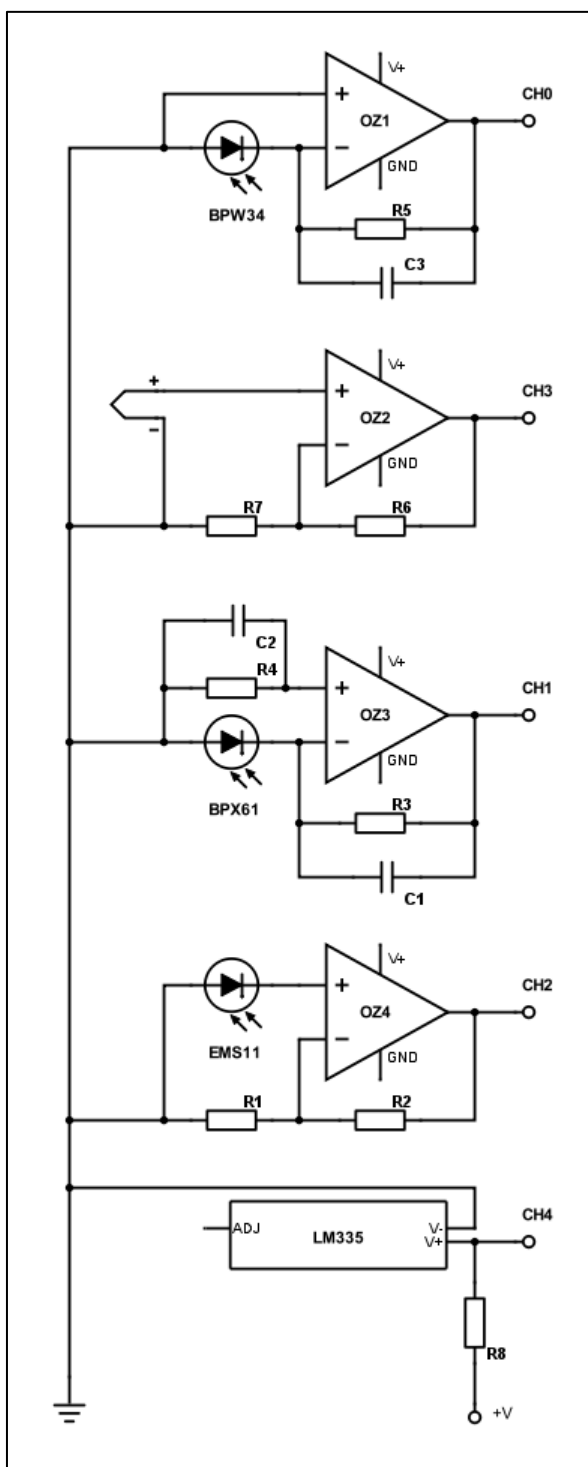 V+
CH0
+
OZ1
−
GND
BPW34
R5
C3
V+
CH3
+
+
OZ2
−
−
GND
R7
R6
C2
V+
R4
CH1
+
OZ3
−
GND
BPX61
R3
C1
V+
CH2
+
OZ4
−
EMS11
GND
R1
R2
CH4
ADJ
LM335
V-
V+
R8
+V